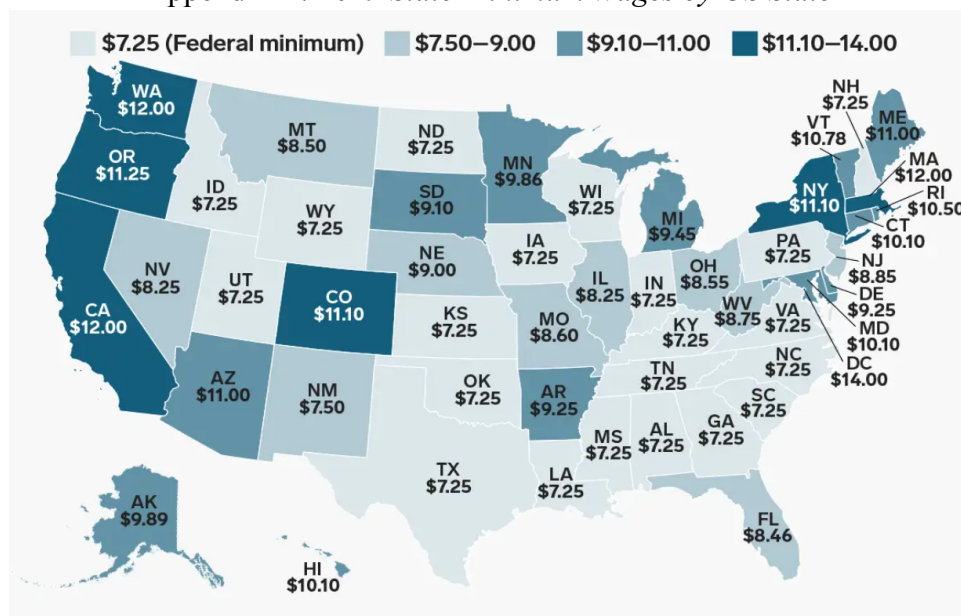 State Minimum Wages by US State
$7.25 (Federal minimum) $7.50–9.00 $9.10–11.00 $11.10–14.00
WA
$12.00
OR
$11.25
CA
$12.00
ID
$7.25
NV
$8.25
MT
$8.50
WY
$7.25
UT
$7.25
AZ
$11.00
CO
$11.10
NM
$7.50
ND
$7.25
SD
$9.10
NE
$9.00
KS
$7.25
OK
$7.25
TX
$7.25
MN
$9.86
IA
$7.25
MO
$8.60
AR
$9.25
LA
$7.25
WI
$7.25
IL
$8.25
MI
$9.45
IN
$7.25
OH
$8.55
KY
$7.25
TN
$7.25
MS
$7.25
AL
$7.25
GA
$7.25
FL
$8.46
SC
$7.25
NC
$7.25
VA
$7.25
WV
$8.75
PA
$7.25
NY
$11.10
VT
$10.78
NH
$7.25
ME
$11.00
MA
$12.00
RI
$10.50
CT
$10.10
NJ
$8.85
DE
$9.25
MD
$10.10
DC
$14.00
AK
$9.89
HI
$10.10